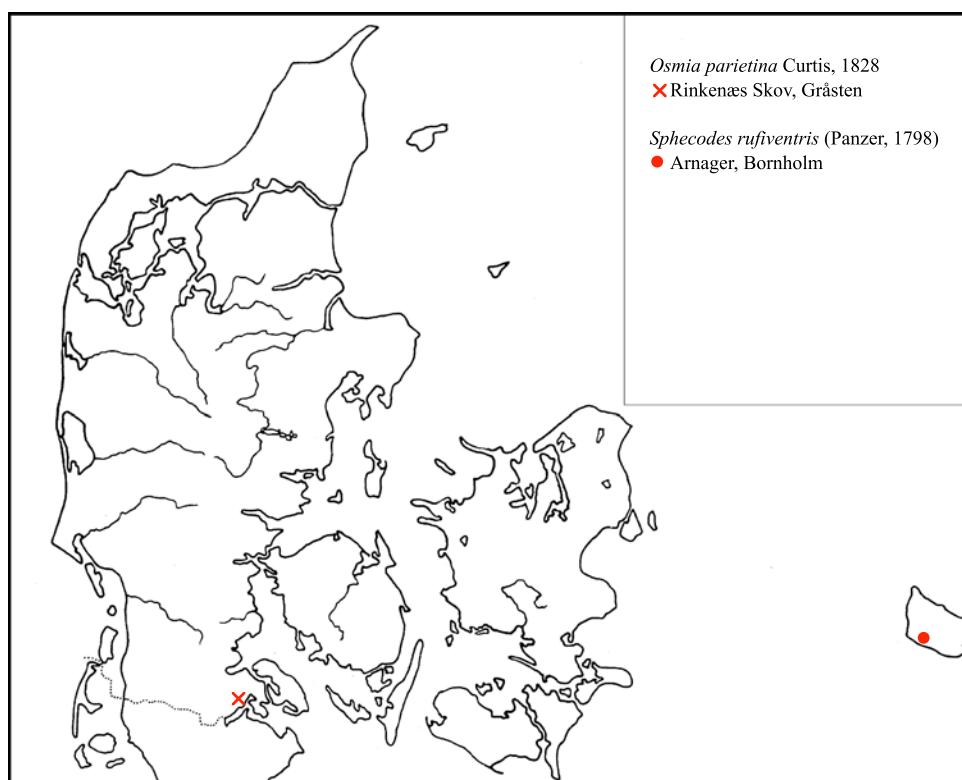 Osmia parietina Curtis, 1828
Rinkenæs Skov, Gråsten
Sphecodes rufiventris (Panzer, 1798)
Arnager, Bornholm